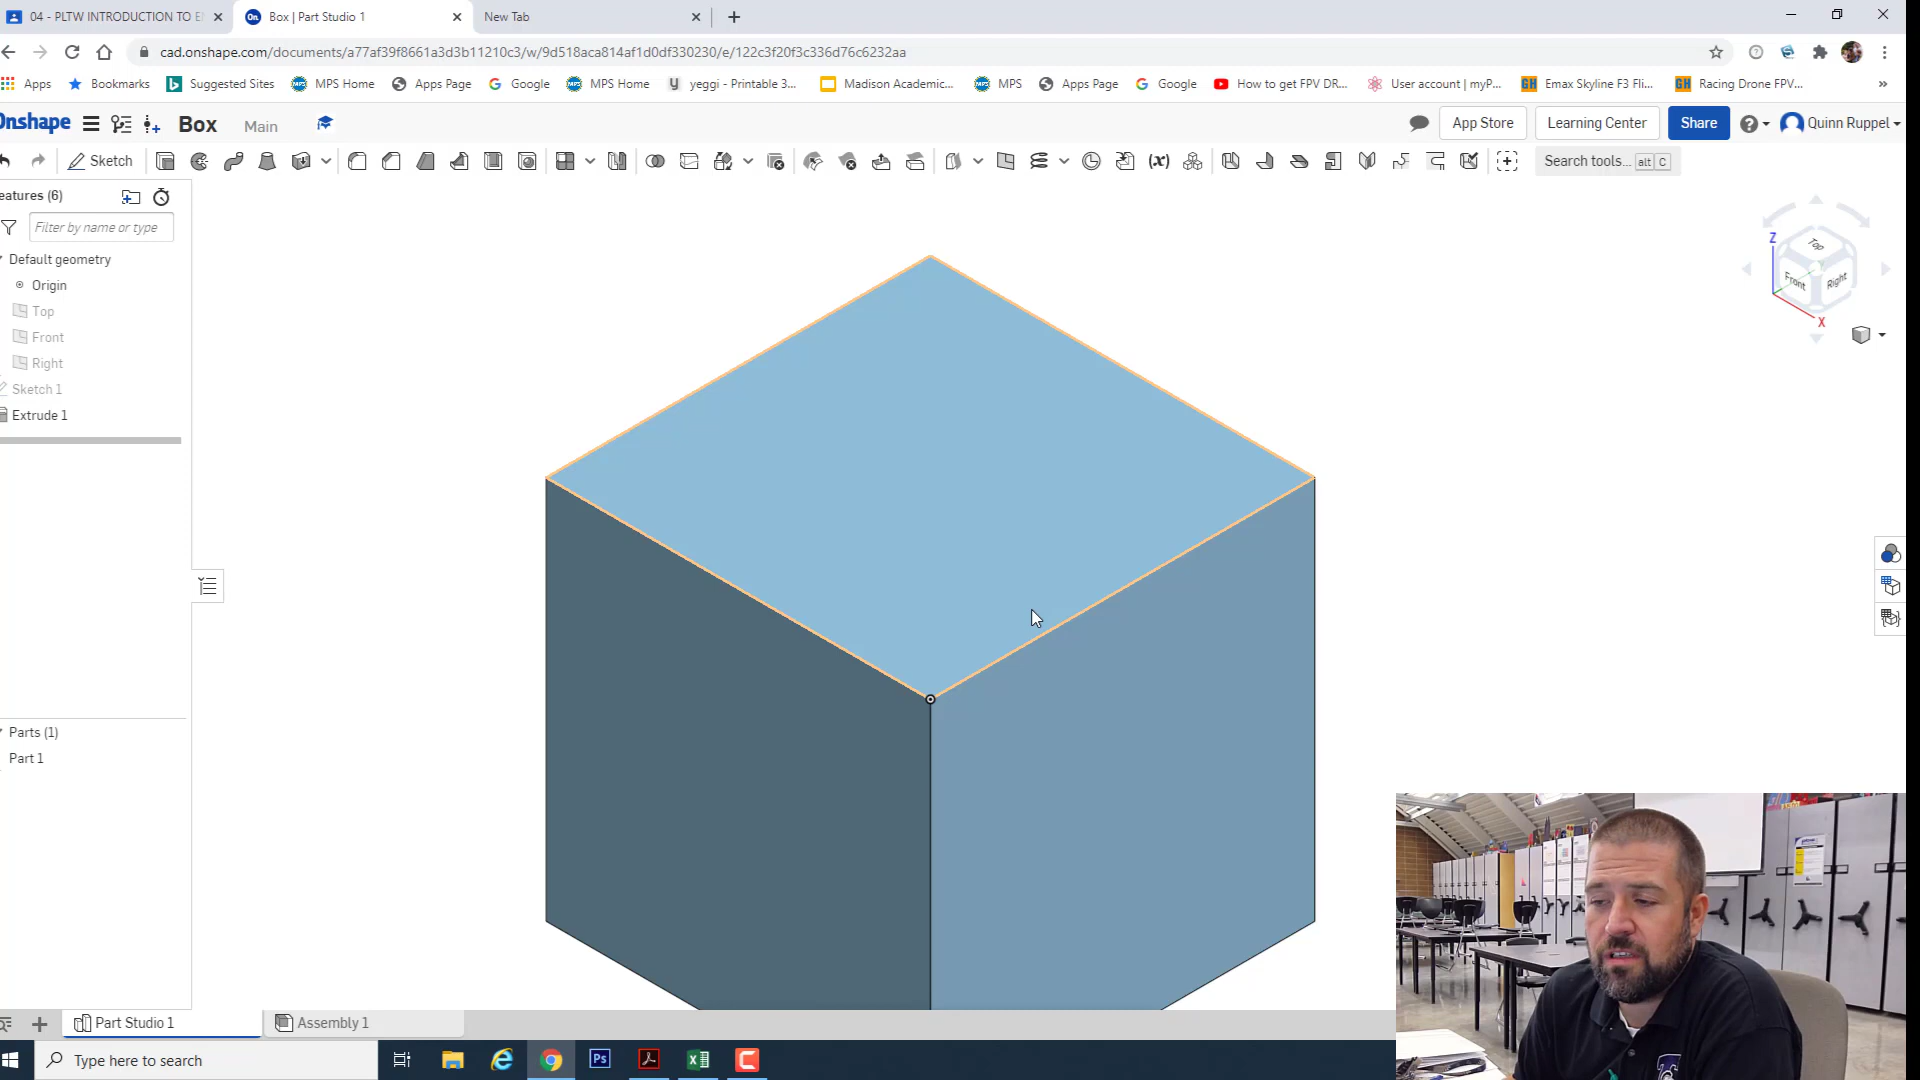 04 - PLTW INTRODUCTION TO E
On Box | Part Studio 1
New Tab
cad.onshape.com/documents/a77af39f8661a3d3b11210c3/w/9d518aca814af1d0df330230/e/122c3f20f3c336d76c6232aa
Apps Bookmarks Suggested Sites MPS Home Apps Page Google MPS Home yeggi - Printable 3... Madison Academic... MPS Apps Page Google How to get FPV DR... User account | myP... Emax Skyline F3 Fli... Racing Drone FPV... »
Onshape Box Main App Store Learning Center Share Quinn Ruppel
Sketch (x) Search tools... alt C
eatures (6)
Filter by name or type
Default geometry
Origin
Top
Front
Right
Sketch 1
Extrude 1
Z
Top
Front
Right
X
Parts (1)
Part 1
Part Studio 1
Assembly 1
Type here to search
Ps